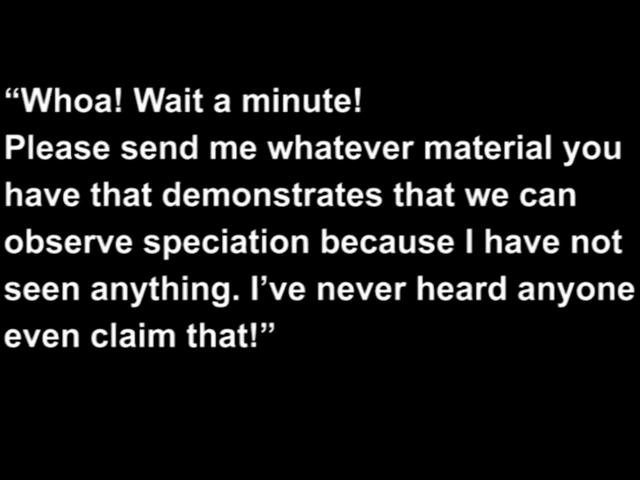 “Whoa! Wait a minute!
Please send me whatever material you
have that demonstrates that we can
observe speciation because I have not
seen anything. I’ve never heard anyone
even claim that!”